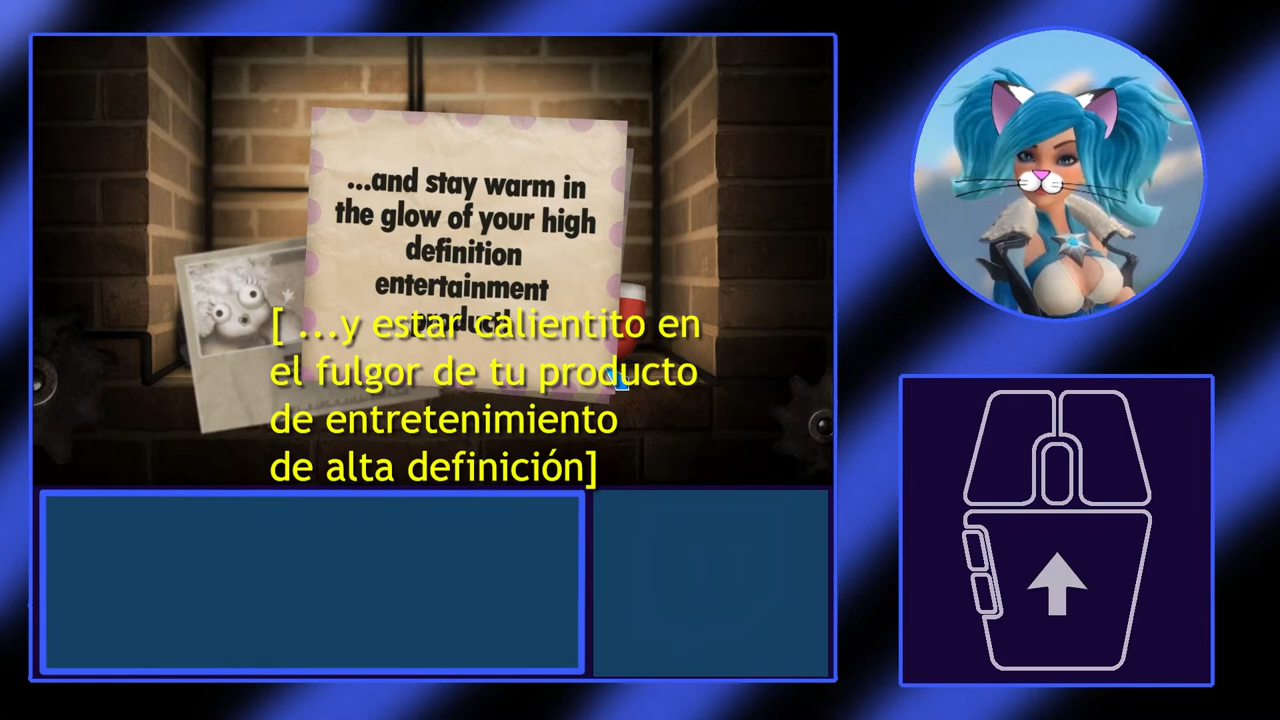 ...and stay warm in
the glow of your high
definition
entertainment
product!
[ ...y estar calientito en
el fulgor de tu producto
de entretenimiento
de alta definición]